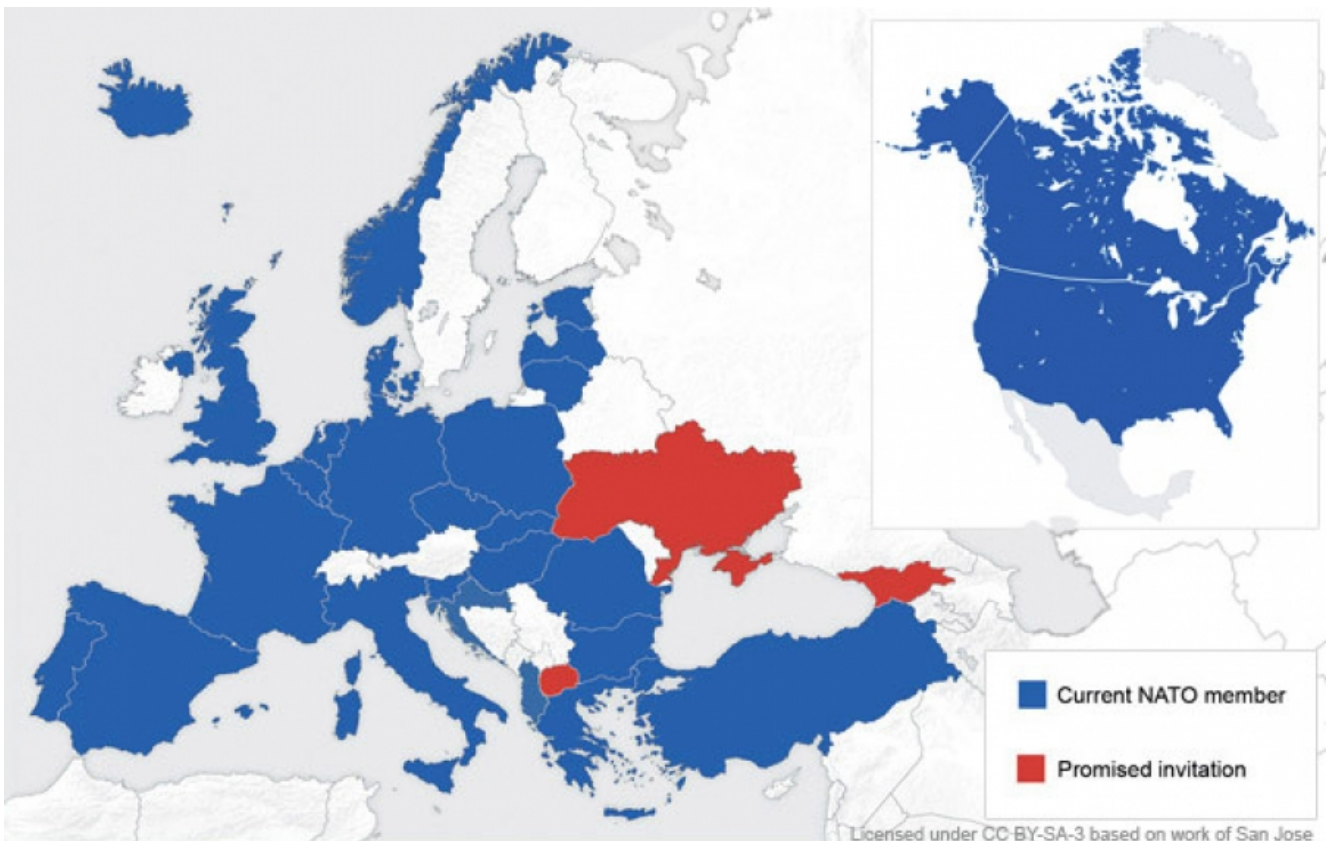 Current NATO member
Promised invitation
Licensed under CC BY-SA-3 based on work of San Jose